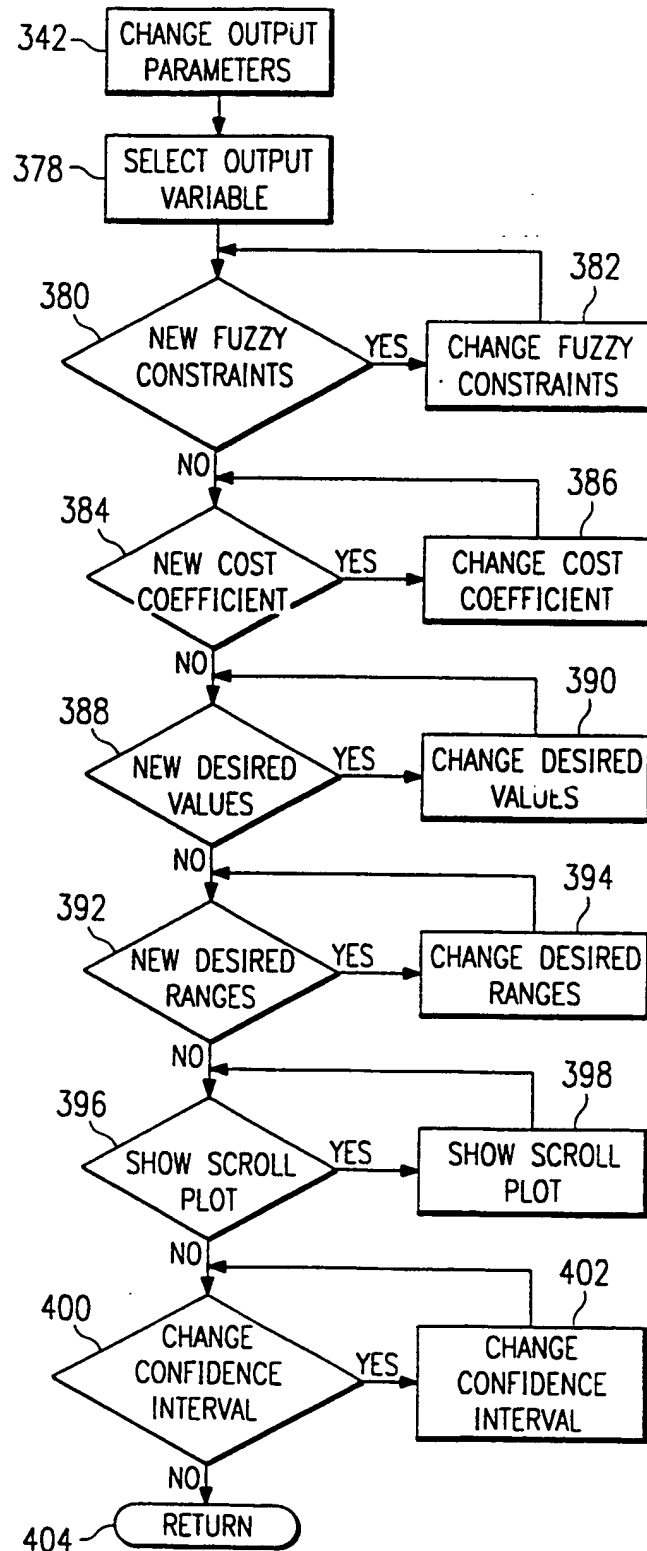 342
CHANGE OUTPUT
PARAMETERS
378
SELECT OUTPUT
VARIABLE
380
NEW FUZZY
CONSTRAINTS
YES
382
CHANGE FUZZY
CONSTRAINTS
NO
384
NEW COST
COEFFICIENT
YES
386
CHANGE COST
COEFFICIENT
NO
388
NEW DESIRED
VALUES
YES
390
CHANGE DESIRED
VALUES
NO
392
NEW DESIRED
RANGES
YES
394
CHANGE DESIRED
RANGES
NO
396
SHOW SCROLL
PLOT
YES
398
SHOW SCROLL
PLOT
NO
400
CHANGE
CONFIDENCE
INTERVAL
YES
402
CHANGE
CONFIDENCE
INTERVAL
NO
404
RETURN